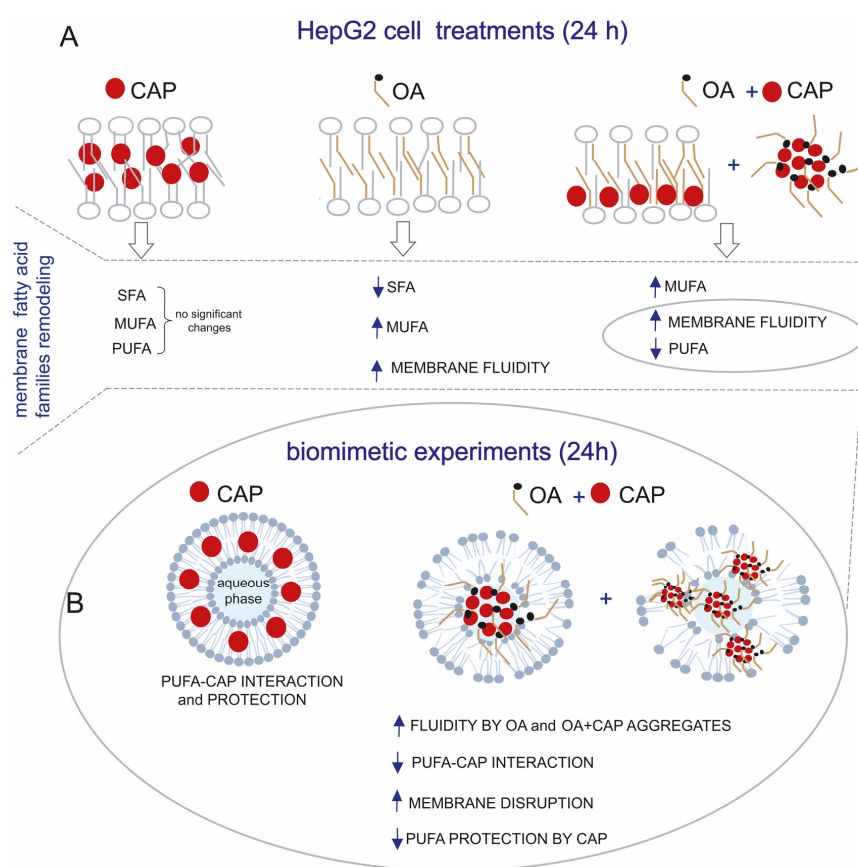 A
HepG2 cell treatments (24 h)
CAP
OA
OA + CAP
+
membrane fatty acid
families remodeling
SFA
MUFA
PUFA
no significant
changes
SFA
MUFA
MEMBRANE FLUIDITY
MUFA
MEMBRANE FLUIDITY
PUFA
biomimetic experiments (24h)
CAP
OA + CAP
B
aqueous
phase
+
PUFA-CAP INTERACTION
and PROTECTION
FLUIDITY BY OA and OA+CAP AGGREGATES
PUFA-CAP INTERACTION
MEMBRANE DISRUPTION
PUFA PROTECTION BY CAP